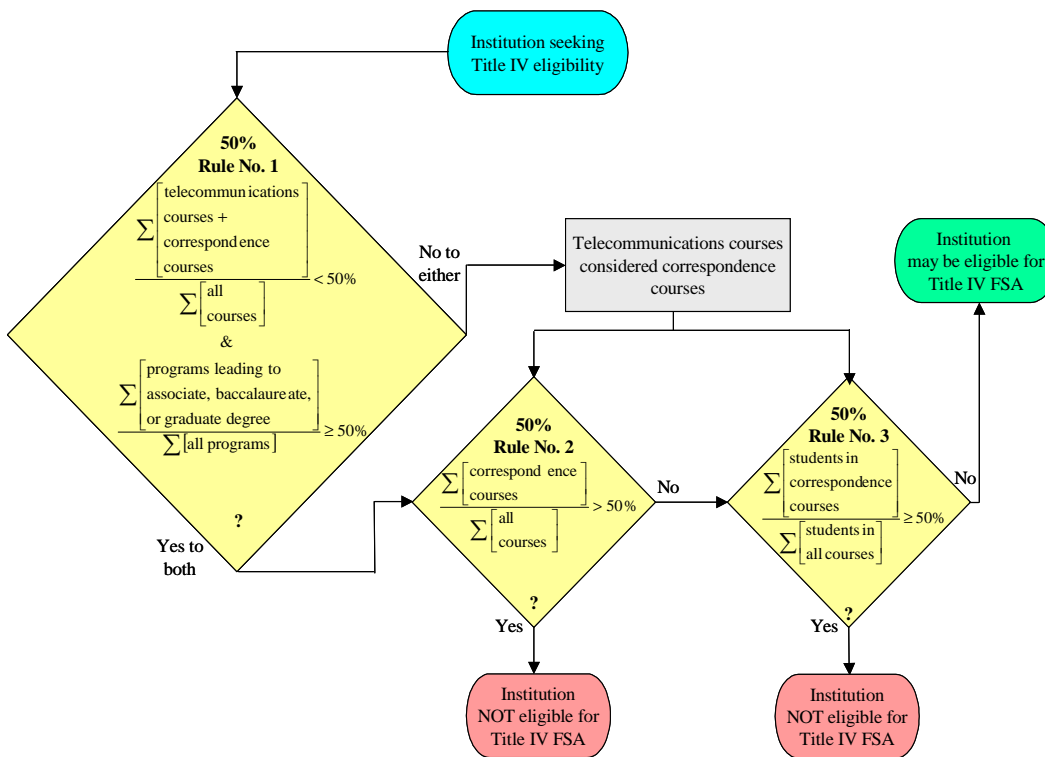 Institution seeking
Title IV eligibility
50%
Rule No. 1
∑ [telecommunications
courses +
correspondence
courses]
< 50%
∑ [all
courses]
&
∑ [programs leading to
associate, baccalaureate,
or graduate degree]
≥ 50%
∑ [all programs]
?
No to
either
Yes to
both
Telecommunications courses
considered correspondence
courses
Institution
may be eligible for
Title IV FSA
50%
Rule No. 2
∑ [correspond ence
courses]
> 50%
∑ [all
courses]
?
No
Yes
50%
Rule No. 3
∑ [students in
correspondence
courses]
≥ 50%
∑ [students in
all courses]
?
No
Yes
Institution
NOT eligible for
Title IV FSA
Institution
NOT eligible for
Title IV FSA